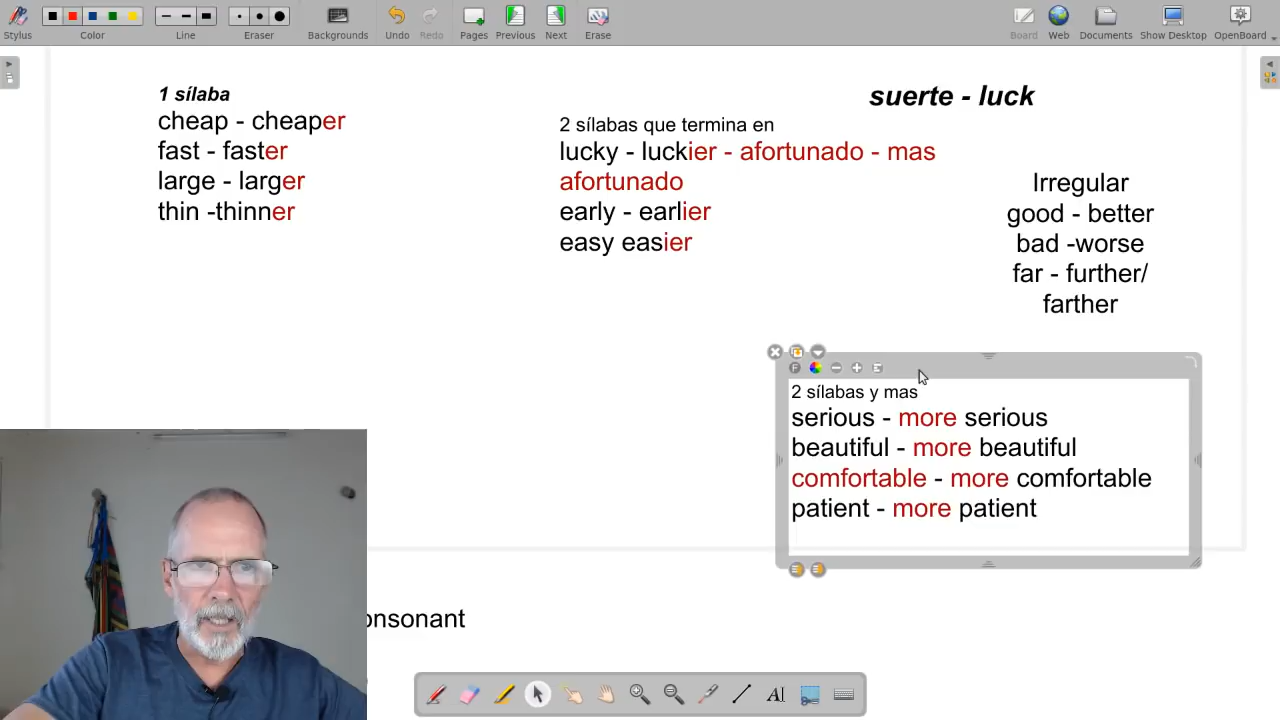 Stylus
Color
Line
Eraser
Backgrounds
Undo
Redo
Pages
Previous
Next
Erase
Board
Web
Documents
Show Desktop
OpenBoard
1 sílaba
cheap - cheaper
fast - faster
large - larger
thin -thinner
2 sílabas que termina en
lucky - luckier - afortunado - mas
afortunado
early - earlier
easy easier
suerte - luck
Irregular
good - better
bad -worse
far - further/
farther
2 sílabas y mas
serious - more serious
beautiful - more beautiful
comfortable - more comfortable
patient - more patient
onsonant